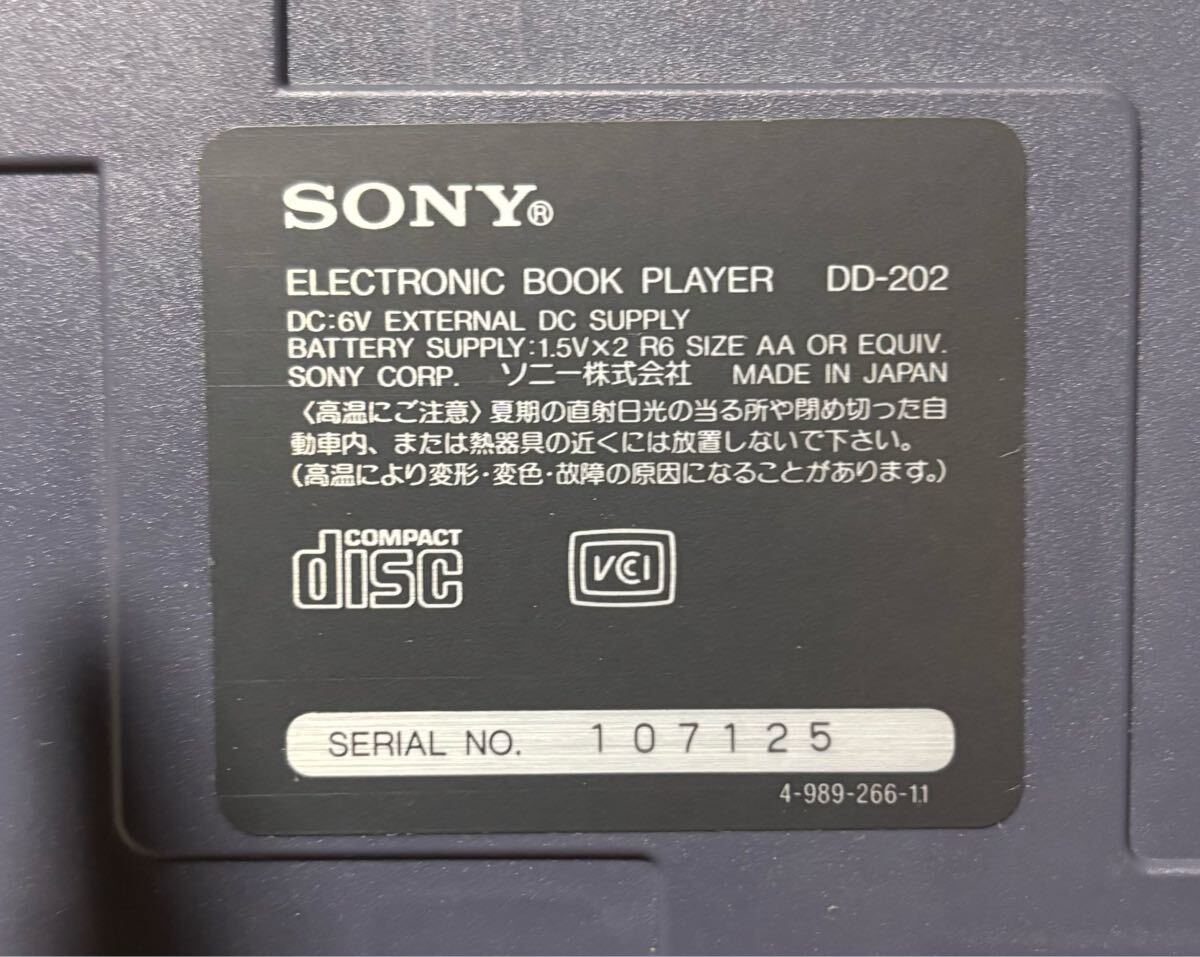 SONY®
ELECTRONIC BOOK PLAYER DD-202
DC:6V EXTERNAL DC SUPPLY
BATTERY SUPPLY:1.5V×2 R6 SIZE AA OR EQUIV.
SONY CORP. ソニー株式会社 MADE IN JAPAN
〈高温にご注意〉夏期の直射日光の当る所や閉め切った自
動車内、または熱器具の近くには放置しないで下さい。
(高温により変形・変色・故障の原因になることがあります。)
COMPACT
disc
VCCI
SERIAL NO. 107125
4-989-266-11